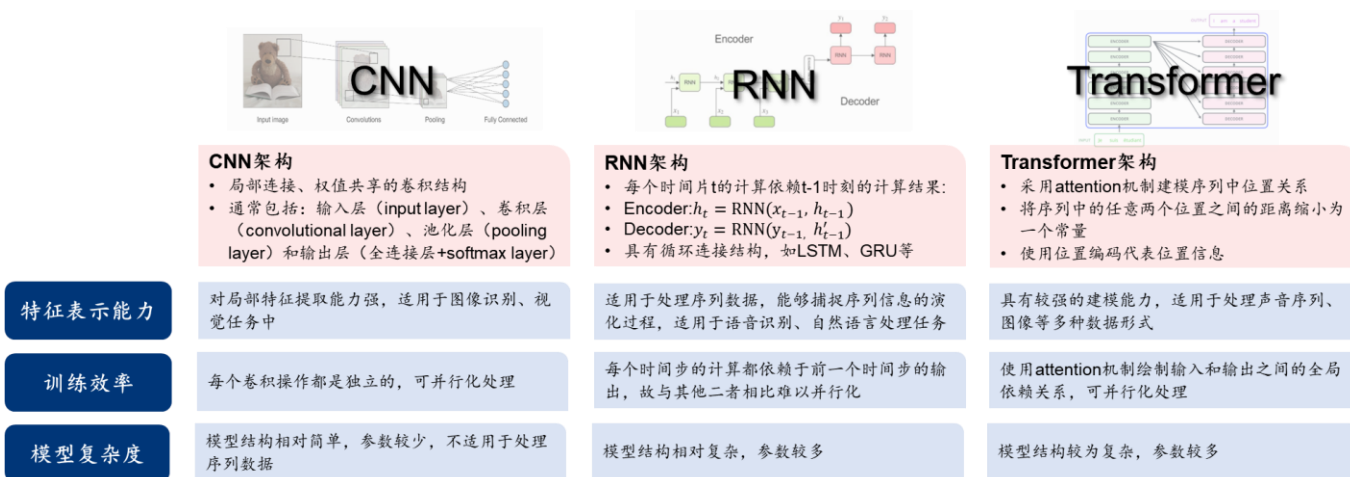 CNN
Input image
Convolutions
Pooling
Fully Connected
RNN
Encoder
Decoder
RNN
RNN
RNN
Transformer
ENCODER
ENCODER
CNN架构
• 局部连接、权值共享的卷积结构
• 通常包括：输入层（input layer）、卷积层
（convolutional layer）、池化层（pooling
layer）和输出层（全连接层+softmax layer）
RNN架构
• 每个时间片t的计算依赖t-1时刻的计算结果:
• Encoder:hₜ = RNN(xₜ₋₁, hₜ₋₁)
• Decoder:yₜ = RNN(yₜ₋₁, h′ₜ₋₁)
• 具有循环连接结构，如LSTM、GRU等
Transformer架构
• 采用attention机制建模序列中位置关系
• 将序列中的任意两个位置之间的距离缩小为
一个常量
• 使用位置编码代表位置信息
特征表示能力
对局部特征提取能力强，适用于图像识别、视
觉任务中
适用于处理序列数据，能够捕捉序列信息的演
化过程，适用于语音识别、自然语言处理任务
具有较强的建模能力，适用于处理声音序列、
图像等多种数据形式
训练效率
每个卷积操作都是独立的，可并行化处理
每个时间步的计算都依赖于前一个时间步的输
出，故与其他二者相比难以并行化
使用attention机制绘制输入和输出之间的全局
依赖关系，可并行化处理
模型复杂度
模型结构相对简单，参数较少，不适用于处理
序列数据
模型结构相对复杂，参数较多
模型结构较为复杂，参数较多